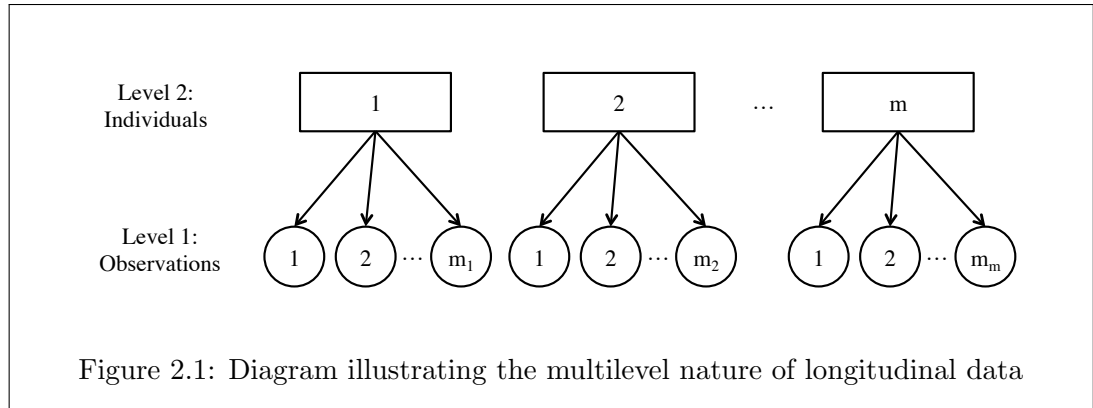 Level 2:
Individuals
1
2
...
m
Level 1:
Observations
1
2
...
m₁
1
2
...
m₂
1
2
...
mₘ
Figure 2.1: Diagram illustrating the multilevel nature of longitudinal data